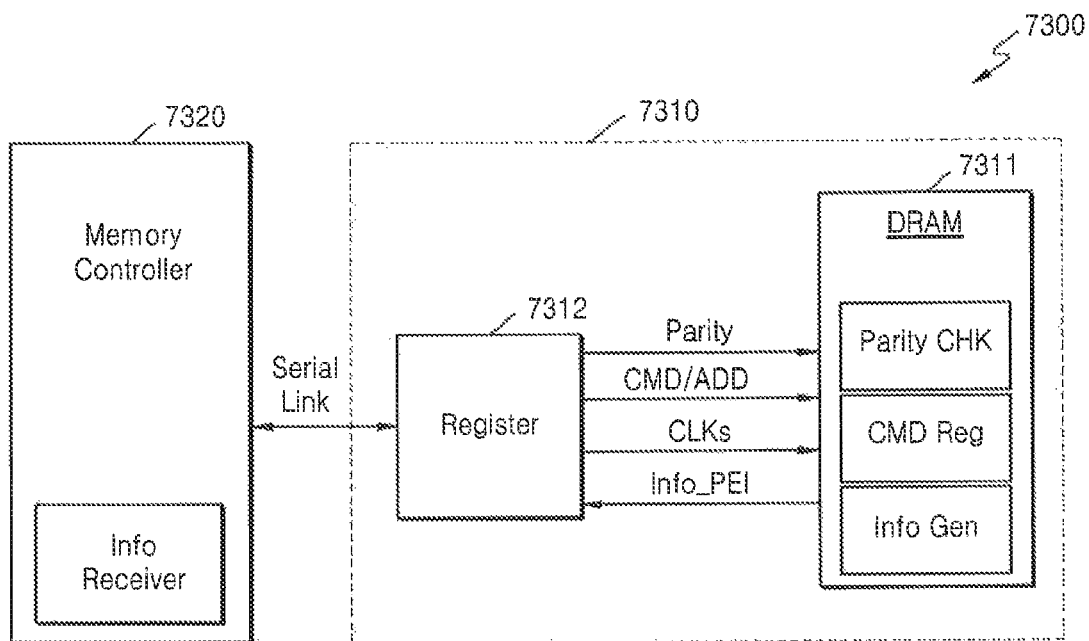 7300
7320
7310
7311
Memory
Controller
DRAM
7312
Serial
Link
Register
Parity
CMD/ADD
CLKs
Info_PEI
Parity CHK
CMD Reg
Info Gen
Info
Receiver